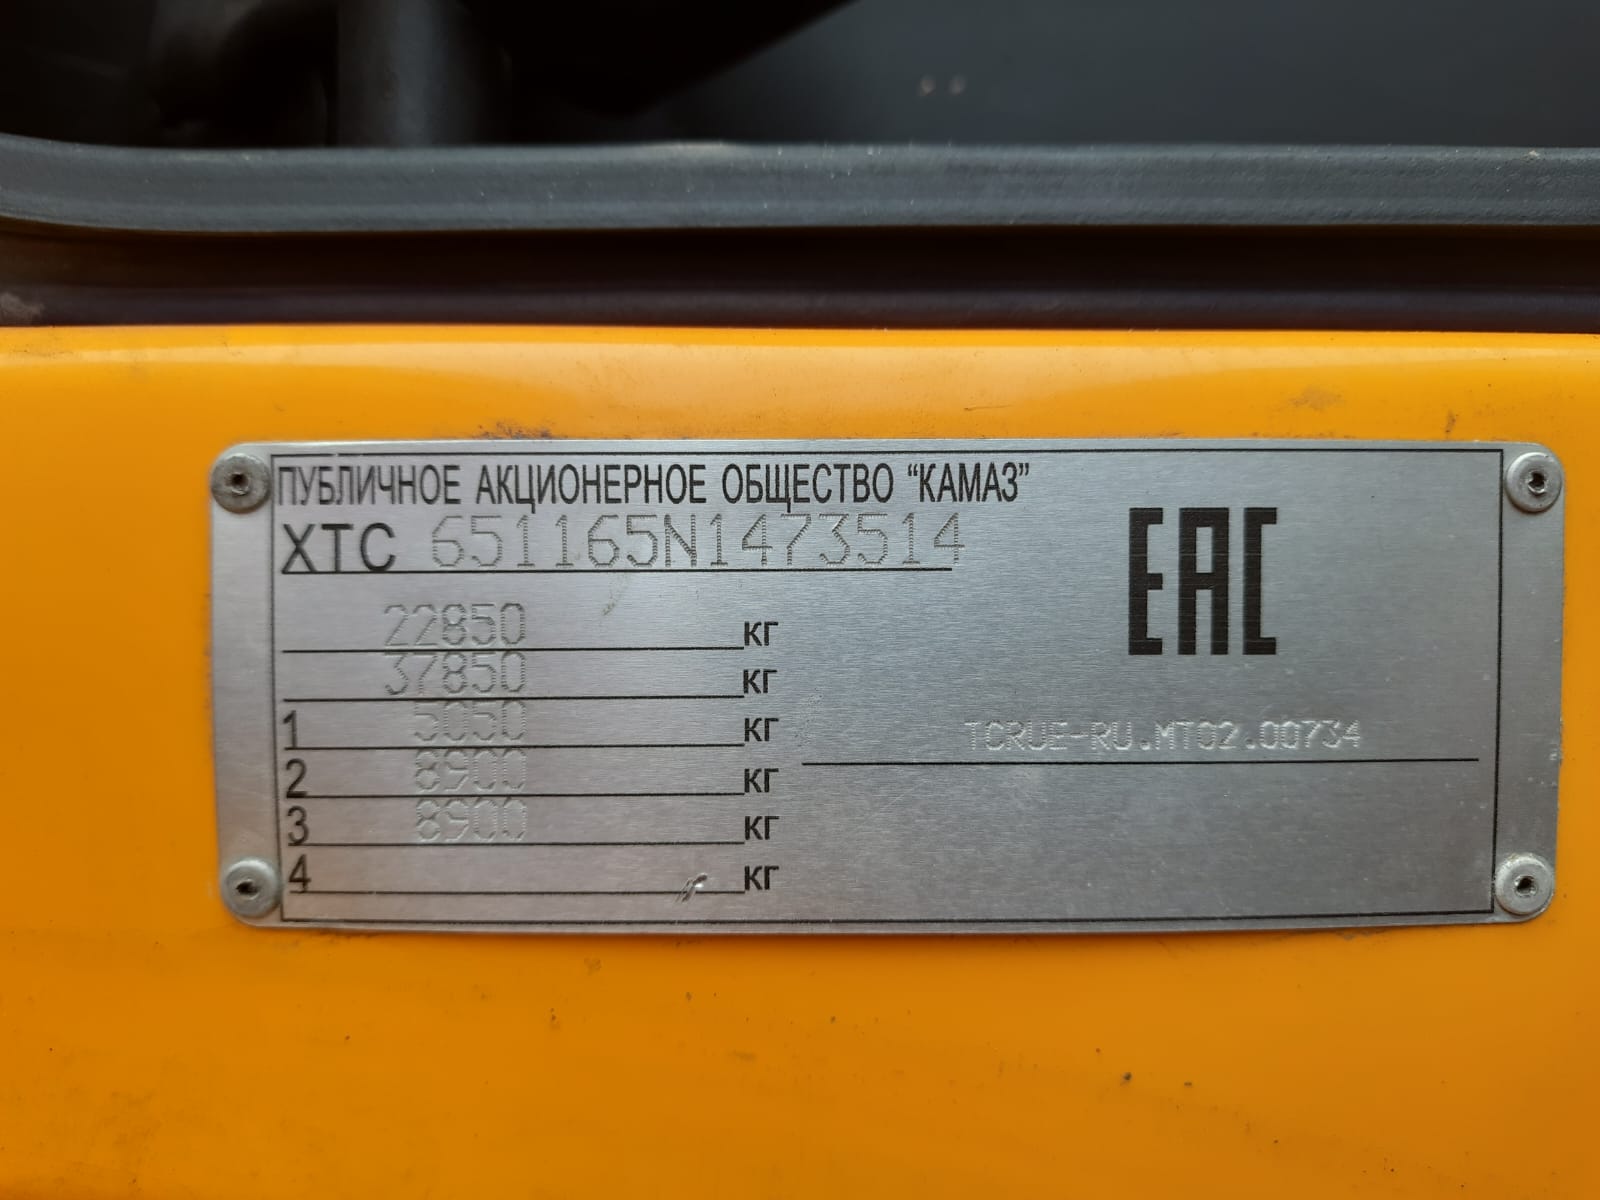 ПУБЛИЧНОЕ АКЦИОНЕРНОЕ ОБЩЕСТВО “КАМАЗ”
XTC 651165N1473514
EAC
22850 КГ
37850 КГ
1 5050 КГ
2 8900 КГ
3 8900 КГ
4 КГ
TCRUE-RU.MT02.00734